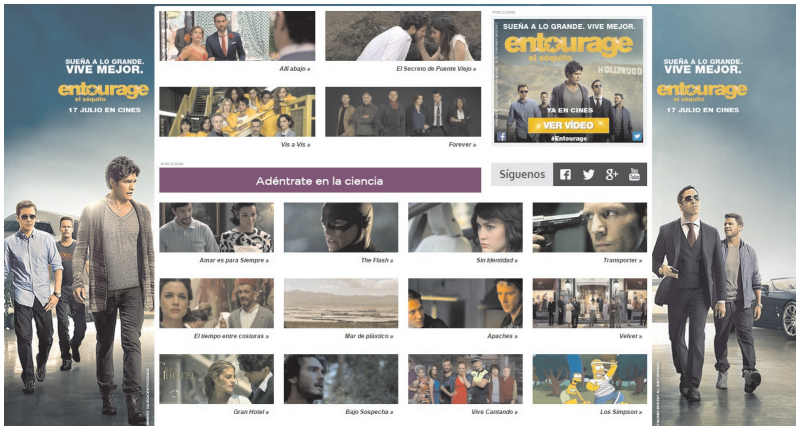 SUEÑA A LO GRANDE.
VIVE MEJOR.
entourage
el séquito
17 JULIO EN CINES
Allí abajo »
El Secreto de Puente Viejo »
Vis a Vis »
Forever »
PUBLICIDAD
SUEÑA A LO GRANDE. VIVE MEJOR.
entourage
el séquito
HOLLYWOOD
YA EN CINES
VER VÍDEO
#Entourage
PUBLICIDAD
Adéntrate en la ciencia
Síguenos
You
Tube
Amar es para Siempre »
The Flash »
Sin Identidad »
Transporter »
El tiempo entre costuras »
Mar de plástico »
Apaches »
Velvet »
HOTEL
Gran Hotel »
Bajo Sospecha »
Vive Cantando »
Los Simpson »
SUEÑA A LO GRANDE.
VIVE MEJOR.
entourage
el séquito
17 JULIO EN CINES